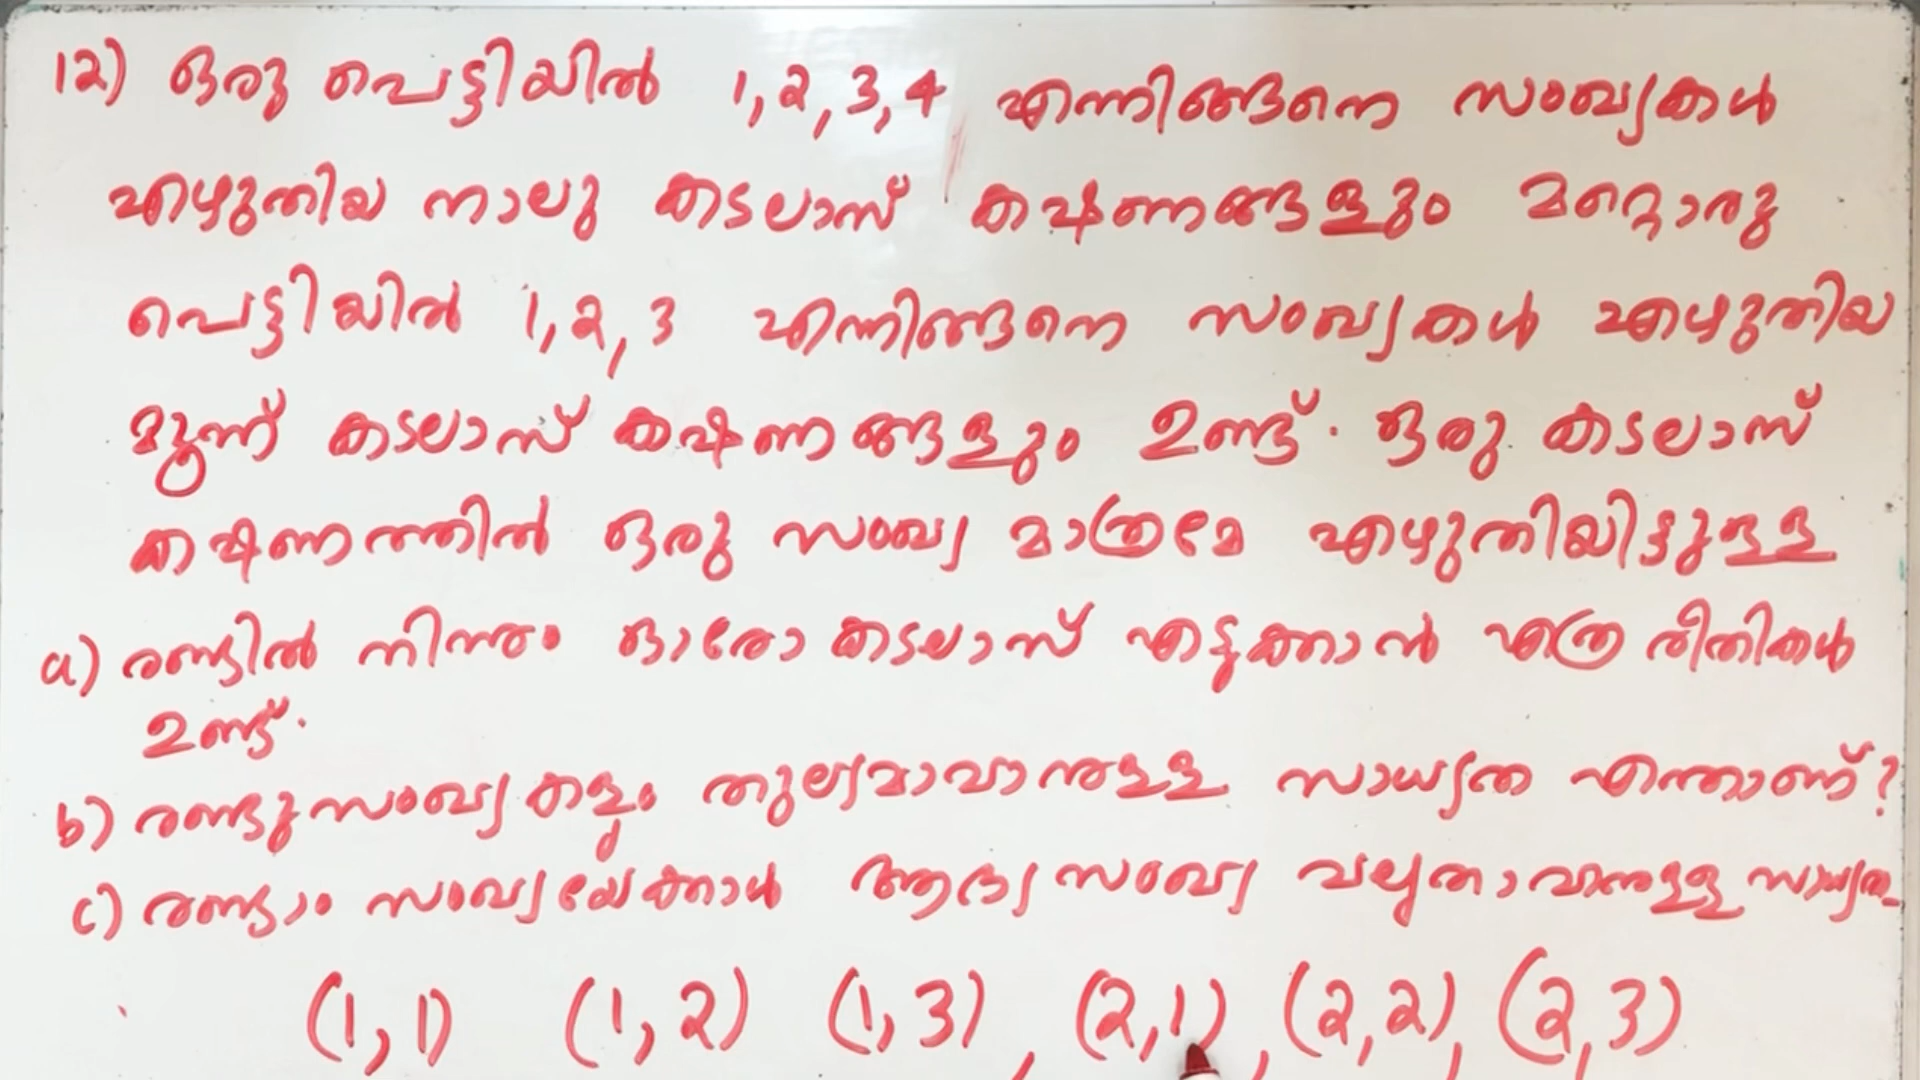 12) ഒരു പെട്ടിയിൽ 1,2,3,4 എന്നിങ്ങനെ സംഖ്യകൾ
എഴുതിയ നാലു കടലാസ് കഷണങ്ങളും മറ്റൊരു
പെട്ടിയിൽ 1,2,3 എന്നിങ്ങനെ സംഖ്യകൾ എഴുതിയ
മൂന്ന് കടലാസ് കഷണങ്ങളും ഉണ്ട്. ഒരു കടലാസ്
കഷണത്തിൽ ഒരു സംഖ്യ മാത്രമേ എഴുതിയിട്ടുള്ള
a) രണ്ടിൽ നിന്നും ഓരോ കടലാസ് എടുക്കാൻ എത്ര രീതികൾ
ഉണ്ട്.
b) രണ്ടു സംഖ്യകളും തുല്യമാവാനുള്ള സാധ്യത എന്താണ്?
c) രണ്ടാം സംഖ്യയേക്കാൾ ആദ്യ സംഖ്യ വലുതാവാനുള്ള സാധ്യത
(1,1) (1,2) (1,3), (2,1), (2,2), (2,3)